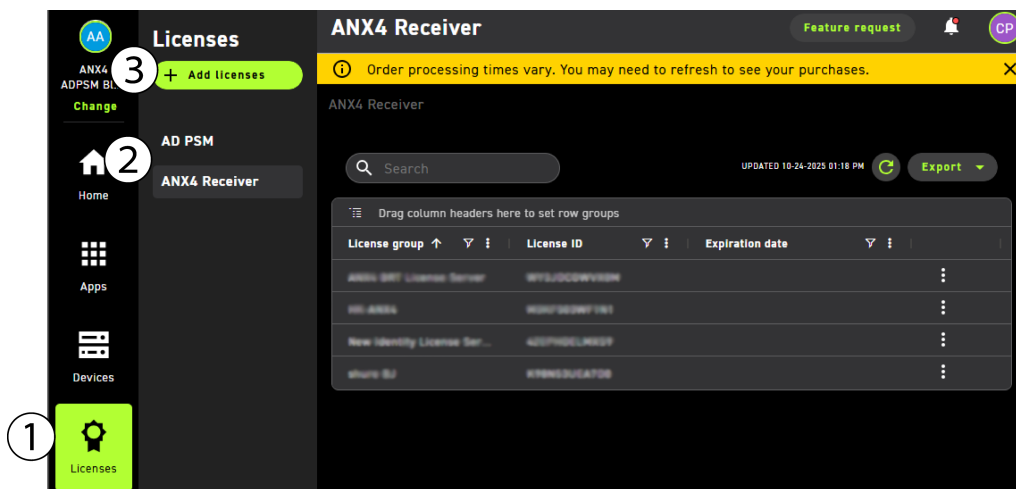 AA
ANX4
ADPSM BL...
Change
Home
Apps
Devices
Licenses
1
2
3
Licenses
+ Add licenses
AD PSM
ANX4 Receiver
ANX4 Receiver
Feature request
CP
Order processing times vary. You may need to refresh to see your purchases.
ANX4 Receiver
Search
UPDATED 10-24-2025 01:18 PM
Export
Drag column headers here to set row groups
License group
License ID
Expiration date